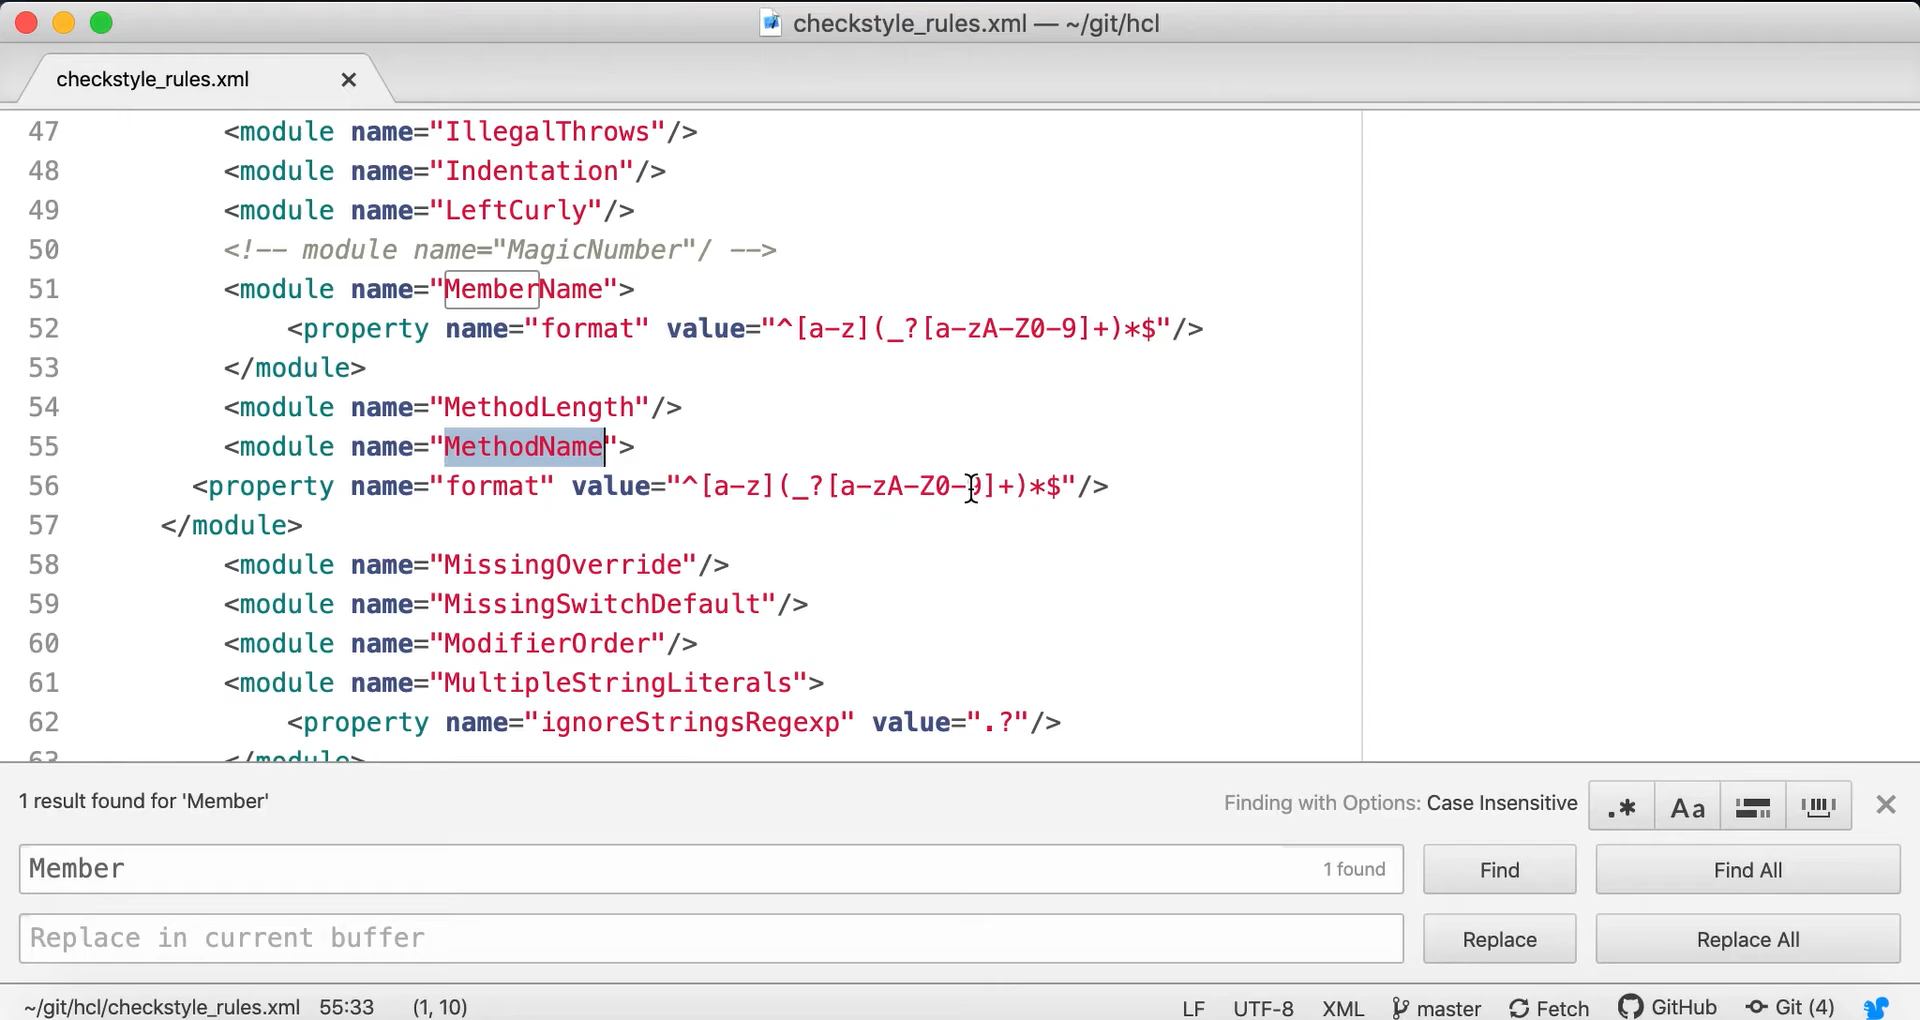 checkstyle_rules.xml — ~/git/hcl
checkstyle_rules.xml
47 <module name="IllegalThrows"/>
48 <module name="Indentation"/>
49 <module name="LeftCurly"/>
50 <!-- module name="MagicNumber"/ -->
51 <module name="MemberName">
52 <property name="format" value="^[a-z](_?[a-zA-Z0-9]+)*$"/>
53 </module>
54 <module name="MethodLength"/>
55 <module name="MethodName">
56 <property name="format" value="^[a-z](_?[a-zA-Z0-9]+)*$"/>
57 </module>
58 <module name="MissingOverride"/>
59 <module name="MissingSwitchDefault"/>
60 <module name="ModifierOrder"/>
61 <module name="MultipleStringLiterals">
62 <property name="ignoreStringsRegexp" value=".?"/>
63 </module>
1 result found for 'Member'
Finding with Options: Case Insensitive .* Aa
Member 1 found Find Find All
Replace in current buffer Replace Replace All
~/git/hcl/checkstyle_rules.xml 55:33 (1, 10) LF UTF-8 XML master Fetch GitHub Git (4)